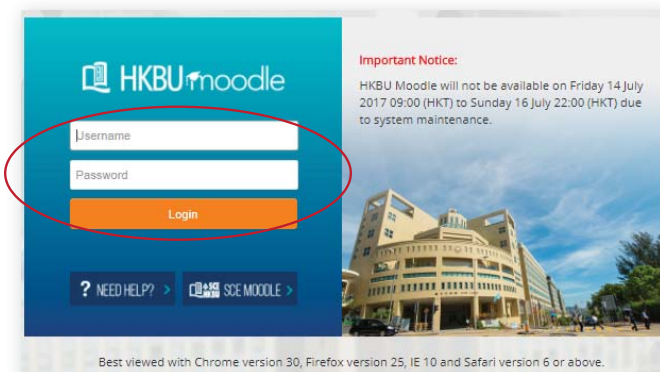 HKBU moodle
Username
Password
Login
? NEED HELP? >
SCE MOODLE >
Important Notice:
HKBU Moodle will not be available on Friday 14 July
2017 09:00 (HKT) to Sunday 16 July 22:00 (HKT) due
to system maintenance.
Best viewed with Chrome version 30, Firefox version 25, IE 10 and Safari version 6 or above.